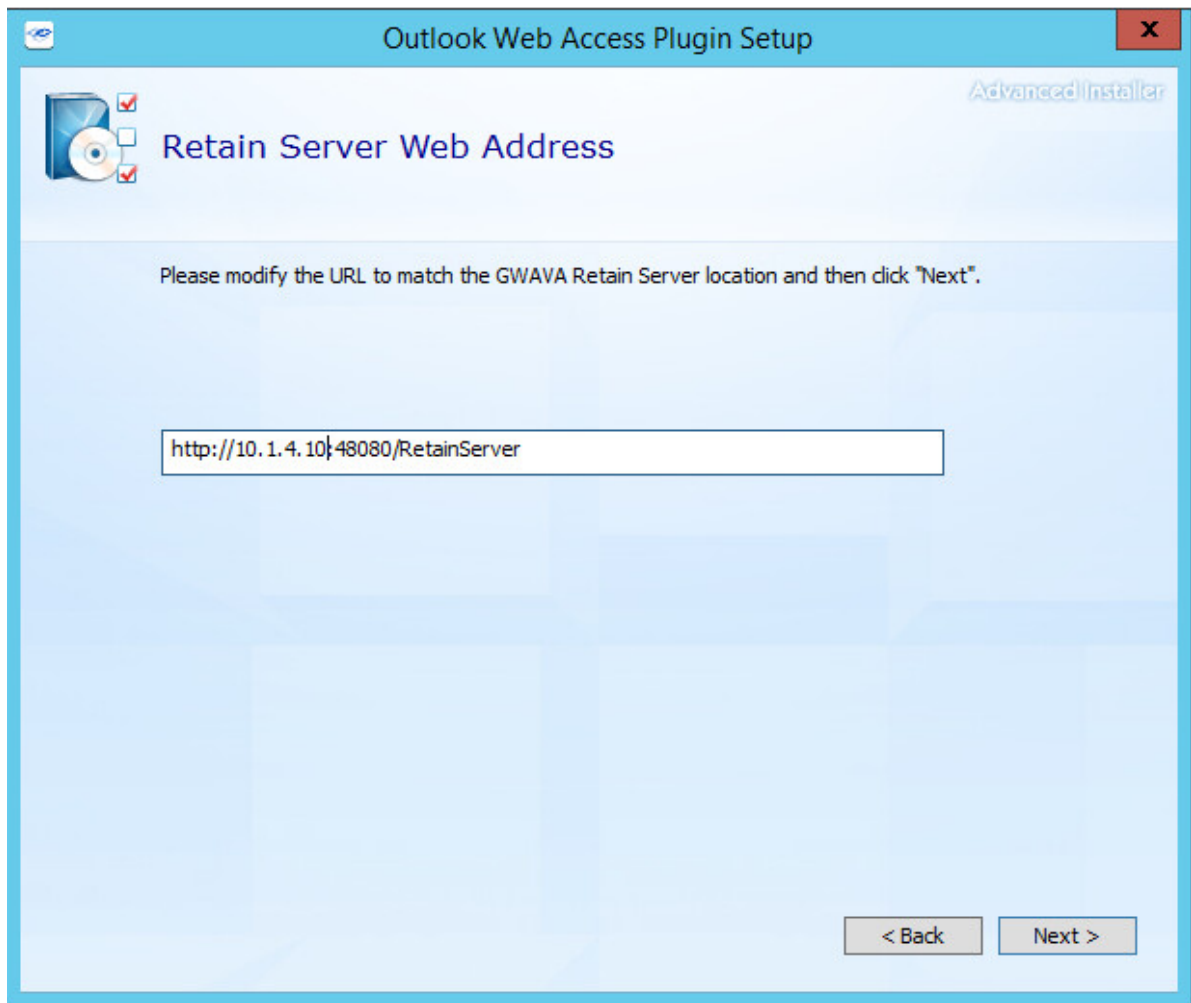 Outlook Web Access Plugin Setup
x
Advanced Installer
Retain Server Web Address
Please modify the URL to match the GWAVA Retain Server location and then click "Next".
http://10.1.4.10:48080/RetainServer
< Back
Next >